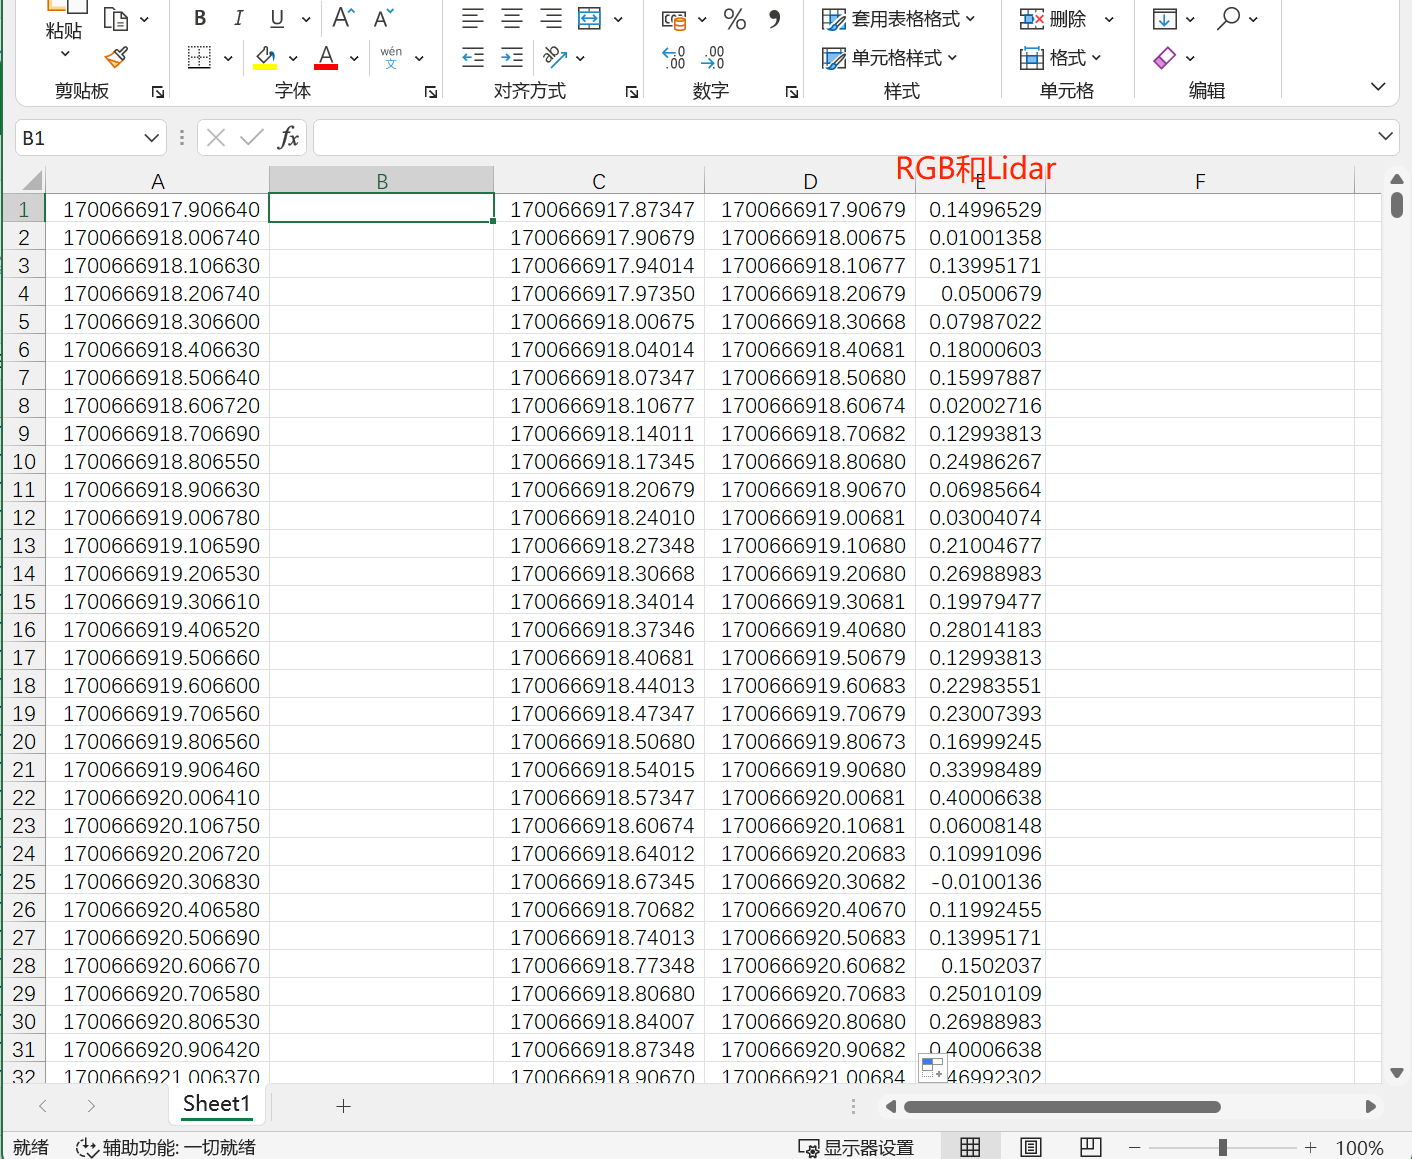 粘贴
B I U A A
wén
文
% ,
.00
.00
套用表格格式
单元格样式
删除
格式
剪贴板 字体 对齐方式 数字 样式 单元格 编辑
B1 fx
RGB和Lidar
A B C D E F
1 1700666917.906640 1700666917.87347 1700666917.90679 0.14996529
2 1700666918.006740 1700666917.90679 1700666918.00675 0.01001358
3 1700666918.106630 1700666917.94014 1700666918.10677 0.13995171
4 1700666918.206740 1700666917.97350 1700666918.20679 0.0500679
5 1700666918.306600 1700666918.00675 1700666918.30668 0.07987022
6 1700666918.406630 1700666918.04014 1700666918.40681 0.18000603
7 1700666918.506640 1700666918.07347 1700666918.50680 0.15997887
8 1700666918.606720 1700666918.10677 1700666918.60674 0.02002716
9 1700666918.706690 1700666918.14011 1700666918.70682 0.12993813
10 1700666918.806550 1700666918.17345 1700666918.80680 0.24986267
11 1700666918.906630 1700666918.20679 1700666918.90670 0.06985664
12 1700666919.006780 1700666918.24010 1700666919.00681 0.03004074
13 1700666919.106590 1700666918.27348 1700666919.10680 0.21004677
14 1700666919.206530 1700666918.30668 1700666919.20680 0.26988983
15 1700666919.306610 1700666918.34014 1700666919.30681 0.19979477
16 1700666919.406520 1700666918.37346 1700666919.40680 0.28014183
17 1700666919.506660 1700666918.40681 1700666919.50679 0.12993813
18 1700666919.606600 1700666918.44013 1700666919.60683 0.22983551
19 1700666919.706560 1700666918.47347 1700666919.70679 0.23007393
20 1700666919.806560 1700666918.50680 1700666919.80673 0.16999245
21 1700666919.906460 1700666918.54015 1700666919.90680 0.33998489
22 1700666920.006410 1700666918.57347 1700666920.00681 0.40006638
23 1700666920.106750 1700666918.60674 1700666920.10681 0.06008148
24 1700666920.206720 1700666918.64012 1700666920.20683 0.10991096
25 1700666920.306830 1700666918.67345 1700666920.30682 -0.0100136
26 1700666920.406580 1700666918.70682 1700666920.40670 0.11992455
27 1700666920.506690 1700666918.74013 1700666920.50683 0.13995171
28 1700666920.606670 1700666918.77348 1700666920.60682 0.1502037
29 1700666920.706580 1700666918.80680 1700666920.70683 0.25010109
30 1700666920.806530 1700666918.84007 1700666920.80680 0.26988983
31 1700666920.906420 1700666918.87348 1700666920.90682 0.40006638
32 1700666921.006370 1700666918.90670 1700666921.00684 46992302
Sheet1
就绪 辅助功能: 一切就绪 显示器设置 100%